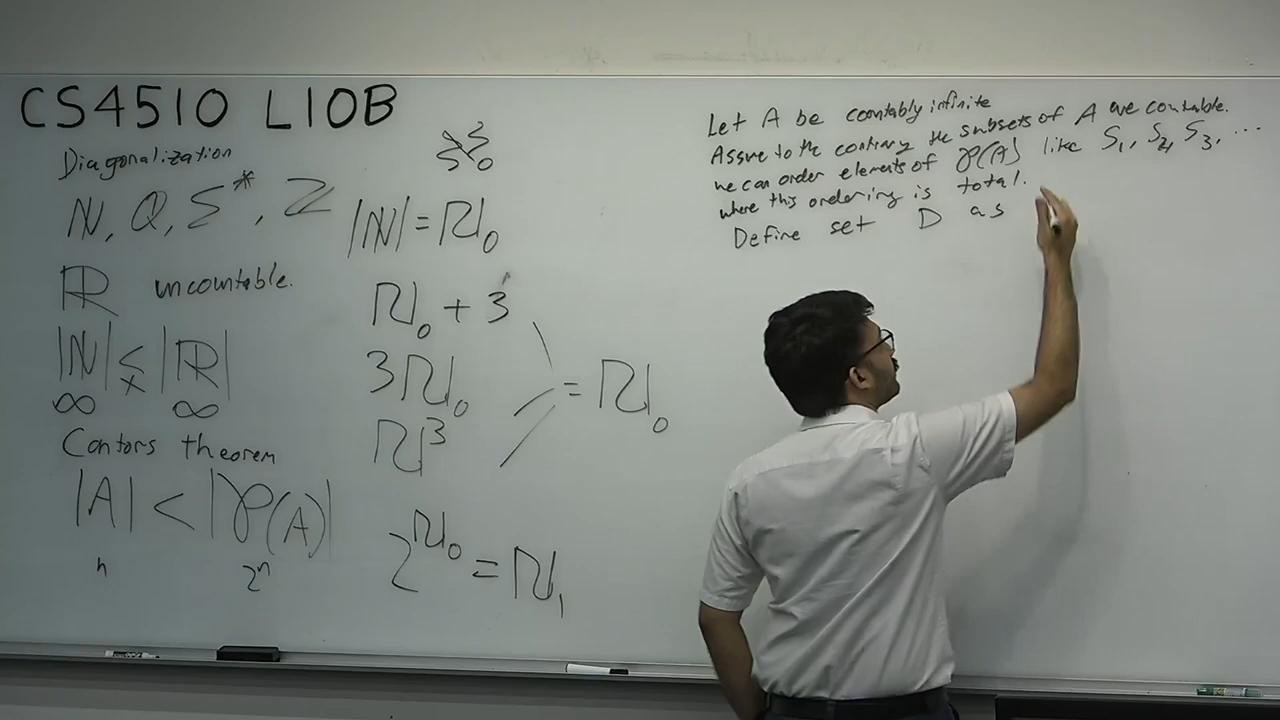 CS4510 L10B
Diagonalization
N, Q, Σ*, Z
ℝ uncountable.
|N| ≤ |ℝ|
∞ ∞
Cantors theorem
|A| < |℘(A)|
n 2ⁿ
|N| = ℵ₀
ℵ₀ + 3
3ℵ₀
ℵ³
= ℵ₀
2^ℵ₀ = ℵ₁
Let A be countably infinite
Assume to the contrary the subsets of A are countable.
we can order elements of ℘(A) like S₁, S₂, S₃, ...
where this ordering is total.
Define set D as